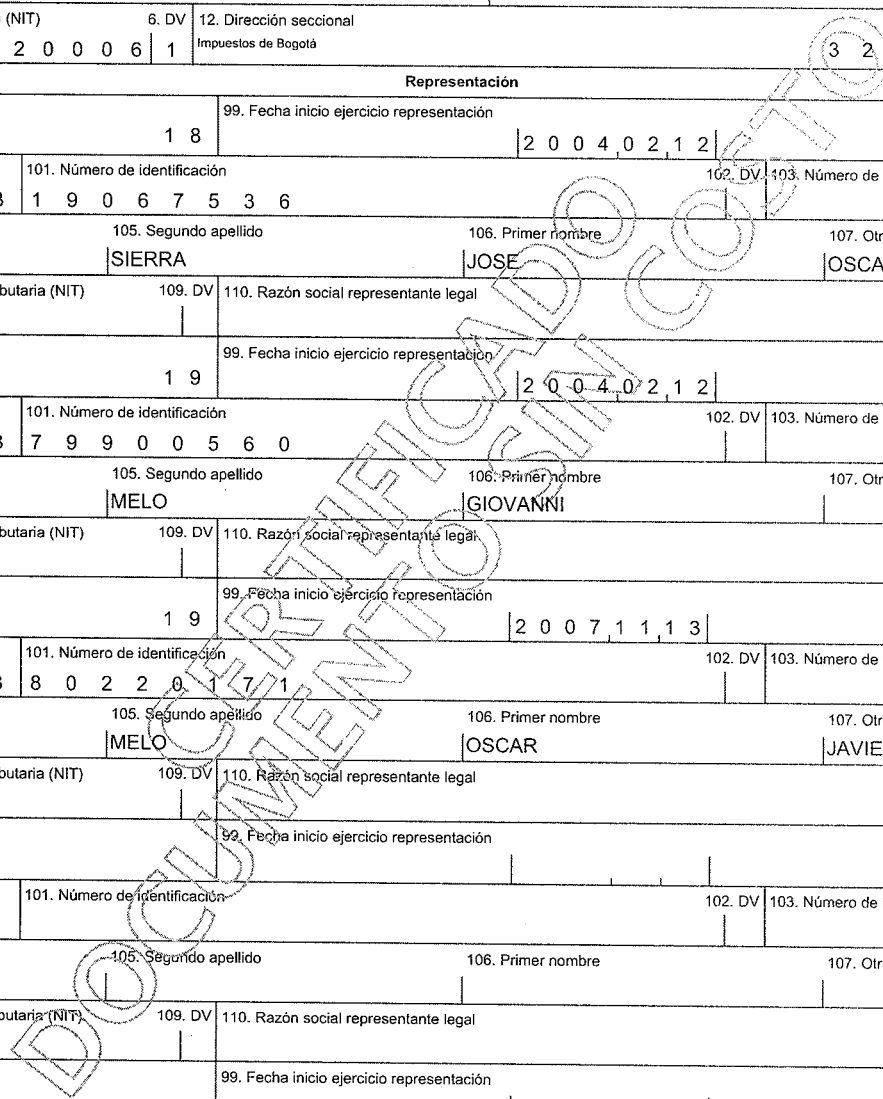 (NIT) 6. DV 12. Dirección seccional
2 0 0 0 6 1 Impuestos de Bogotá 3 2
Representación
99. Fecha inicio ejercicio representación
1 8 2 0 0 4 0 2 1 2
101. Número de identificación 102. DV 103. Número de
1 9 0 6 7 5 3 6
105. Segundo apellido 106. Primer nombre 107. Otr
SIERRA JOSE OSCA
butaria (NIT) 109. DV 110. Razón social representante legal
99. Fecha inicio ejercicio representación
1 9 2 0 0 4 0 2 1 2
101. Número de identificación 102. DV 103. Número de
7 9 9 0 0 5 6 0
105. Segundo apellido 106. Primer nombre 107. Otr
MELO GIOVANNI
butaria (NIT) 109. DV 110. Razón social representante legal
99. Fecha inicio ejercicio representación
1 9 2 0 0 7 1 1 1 3
101. Número de identificación 102. DV 103. Número de
8 0 2 2 0 1 7 1
105. Segundo apellido 106. Primer nombre 107. Otr
MELO OSCAR JAVIE
butaria (NIT) 109. DV 110. Razón social representante legal
99. Fecha inicio ejercicio representación
101. Número de identificación 102. DV 103. Número de
105. Segundo apellido 106. Primer nombre 107. Otr
butaria (NIT) 109. DV 110. Razón social representante legal
99. Fecha inicio ejercicio representación
CERTIFICADO
DOCUMENTO SIN COSTO